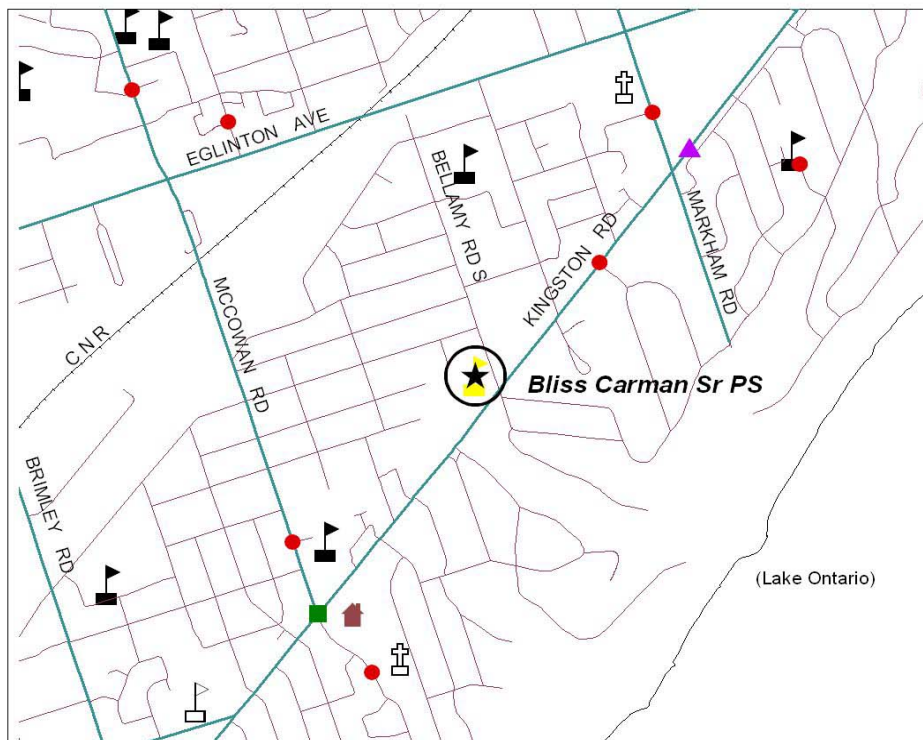 EGLINTON AVE
BELLAMY RD S
KINGSTON RD
MARKHAM RD
CNR
MCCOWAN RD
Bliss Carman Sr PS
BRIMLEY RD
(Lake Ontario)